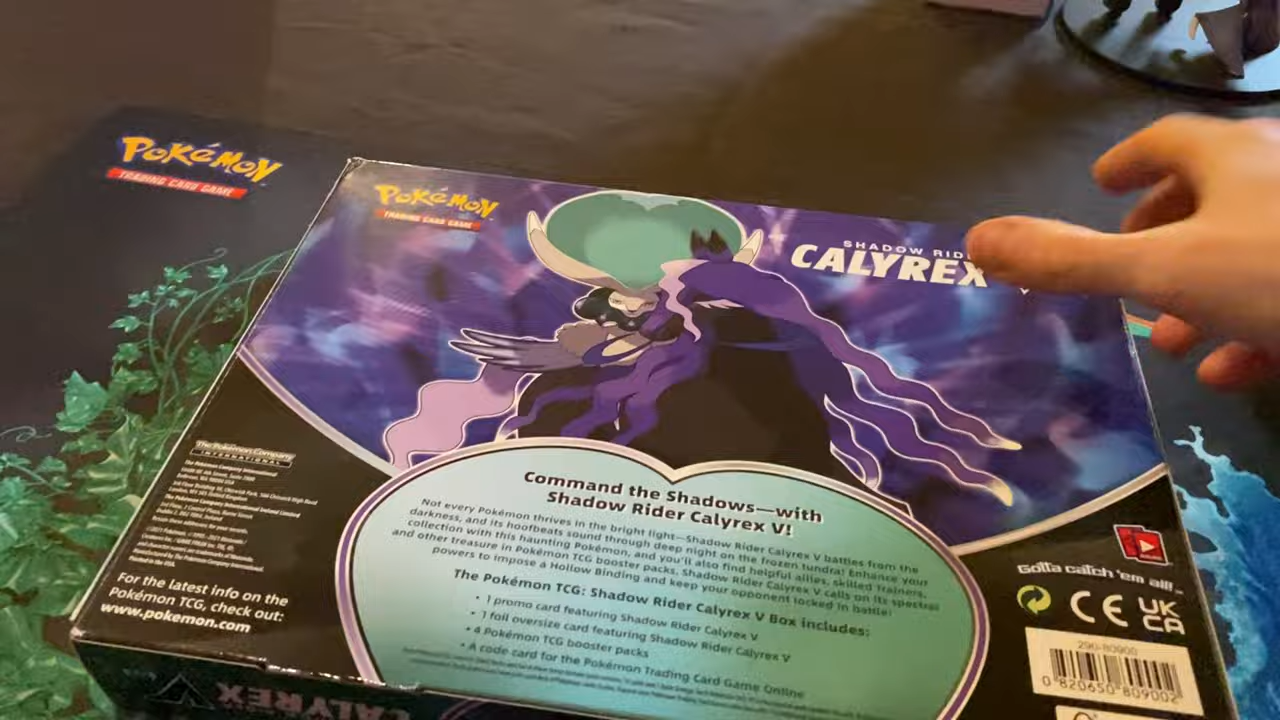 POKéMON
TRADING CARD GAME
POKéMON
TRADING CARD GAME
SHADOW RID
CALYREX
Command the Shadows—with
Shadow Rider Calyrex V!
Not every Pokémon thrives in the bright light—Shadow Rider Calyrex V battles from the
darkness, and its hoofbeats sound through deep night on the frozen tundra! Enhance your
collection with this haunting Pokémon, and you'll also find helpful allies, skilled Trainers,
and other treasure in Pokémon TCG booster packs. Shadow Rider Calyrex V calls on its spectral
powers to impose a Hollow Binding and keep your opponent locked in battle!
The Pokémon TCG: Shadow Rider Calyrex V Box includes:
• 1 promo card featuring Shadow Rider Calyrex V
• 1 foil oversize card featuring Shadow Rider Calyrex V
• 4 Pokémon TCG booster packs
• A code card for the Pokémon Trading Card Game Online
The Pokémon Company
INTERNATIONAL
For the latest info on the
Pokémon TCG, check out:
www.pokemon.com
Gotta catch 'em all!
CE
UK
CA
290-80900
0 820650 809002
CALYREX